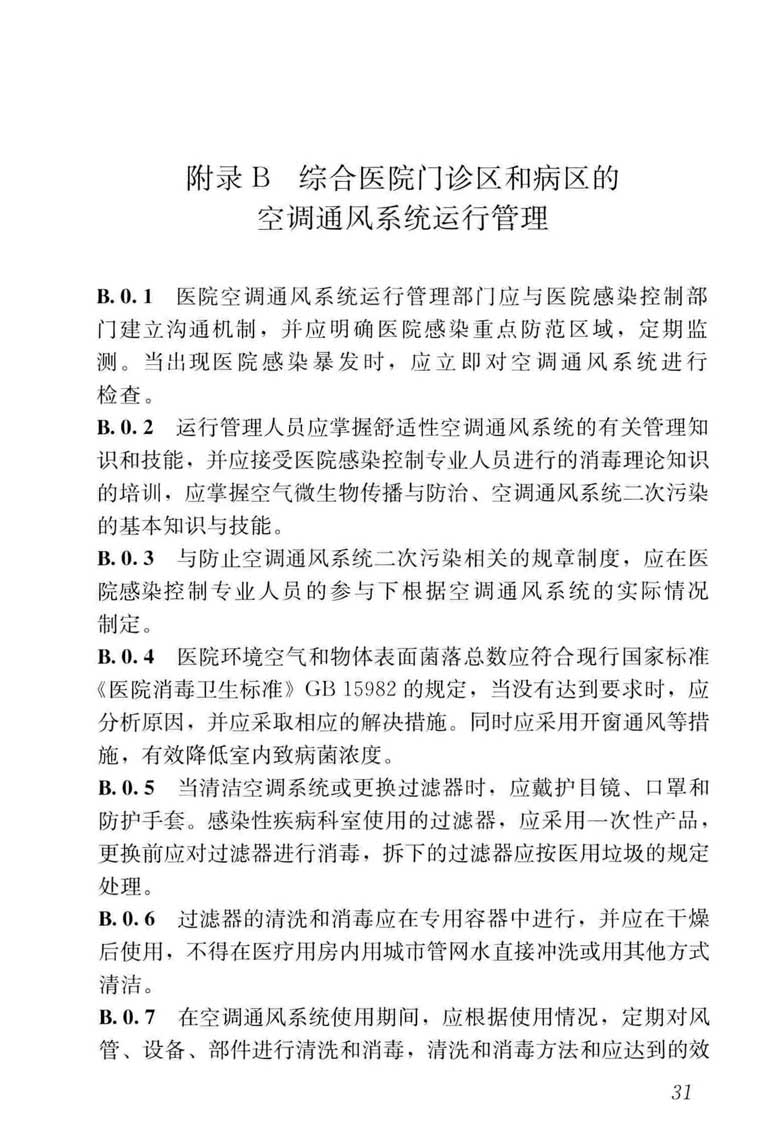 附录 B 综合医院门诊区和病区的
空调通风系统运行管理
B. 0. 1 医院空调通风系统运行管理部门应与医院感染控制部
门建立沟通机制，并应明确医院感染重点防范区域，定期监
测。当出现医院感染暴发时，应立即对空调通风系统进行
检查。
B. 0. 2 运行管理人员应掌握舒适性空调通风系统的有关管理知
识和技能，并应接受医院感染控制专业人员进行的消毒理论知识
的培训，应掌握空气微生物传播与防治、空调通风系统二次污染
的基本知识与技能。
B. 0. 3 与防止空调通风系统二次污染相关的规章制度，应在医
院感染控制专业人员的参与下根据空调通风系统的实际情况
制定。
B. 0. 4 医院环境空气和物体表面菌落总数应符合现行国家标准
《医院消毒卫生标准》GB 15982 的规定，当没有达到要求时，应
分析原因，并应采取相应的解决措施。同时应采用开窗通风等措
施，有效降低室内致病菌浓度。
B. 0. 5 当清洁空调系统或更换过滤器时，应戴护目镜、口罩和
防护手套。感染性疾病科室使用的过滤器，应采用一次性产品，
更换前应对过滤器进行消毒，拆下的过滤器应按医用垃圾的规定
处理。
B. 0. 6 过滤器的清洗和消毒应在专用容器中进行，并应在干燥
后使用，不得在医疗用房内用城市管网水直接冲洗或用其他方式
清洁。
B. 0. 7 在空调通风系统使用期间，应根据使用情况，定期对风
管、设备、部件进行清洗和消毒，清洗和消毒方法和应达到的效
31